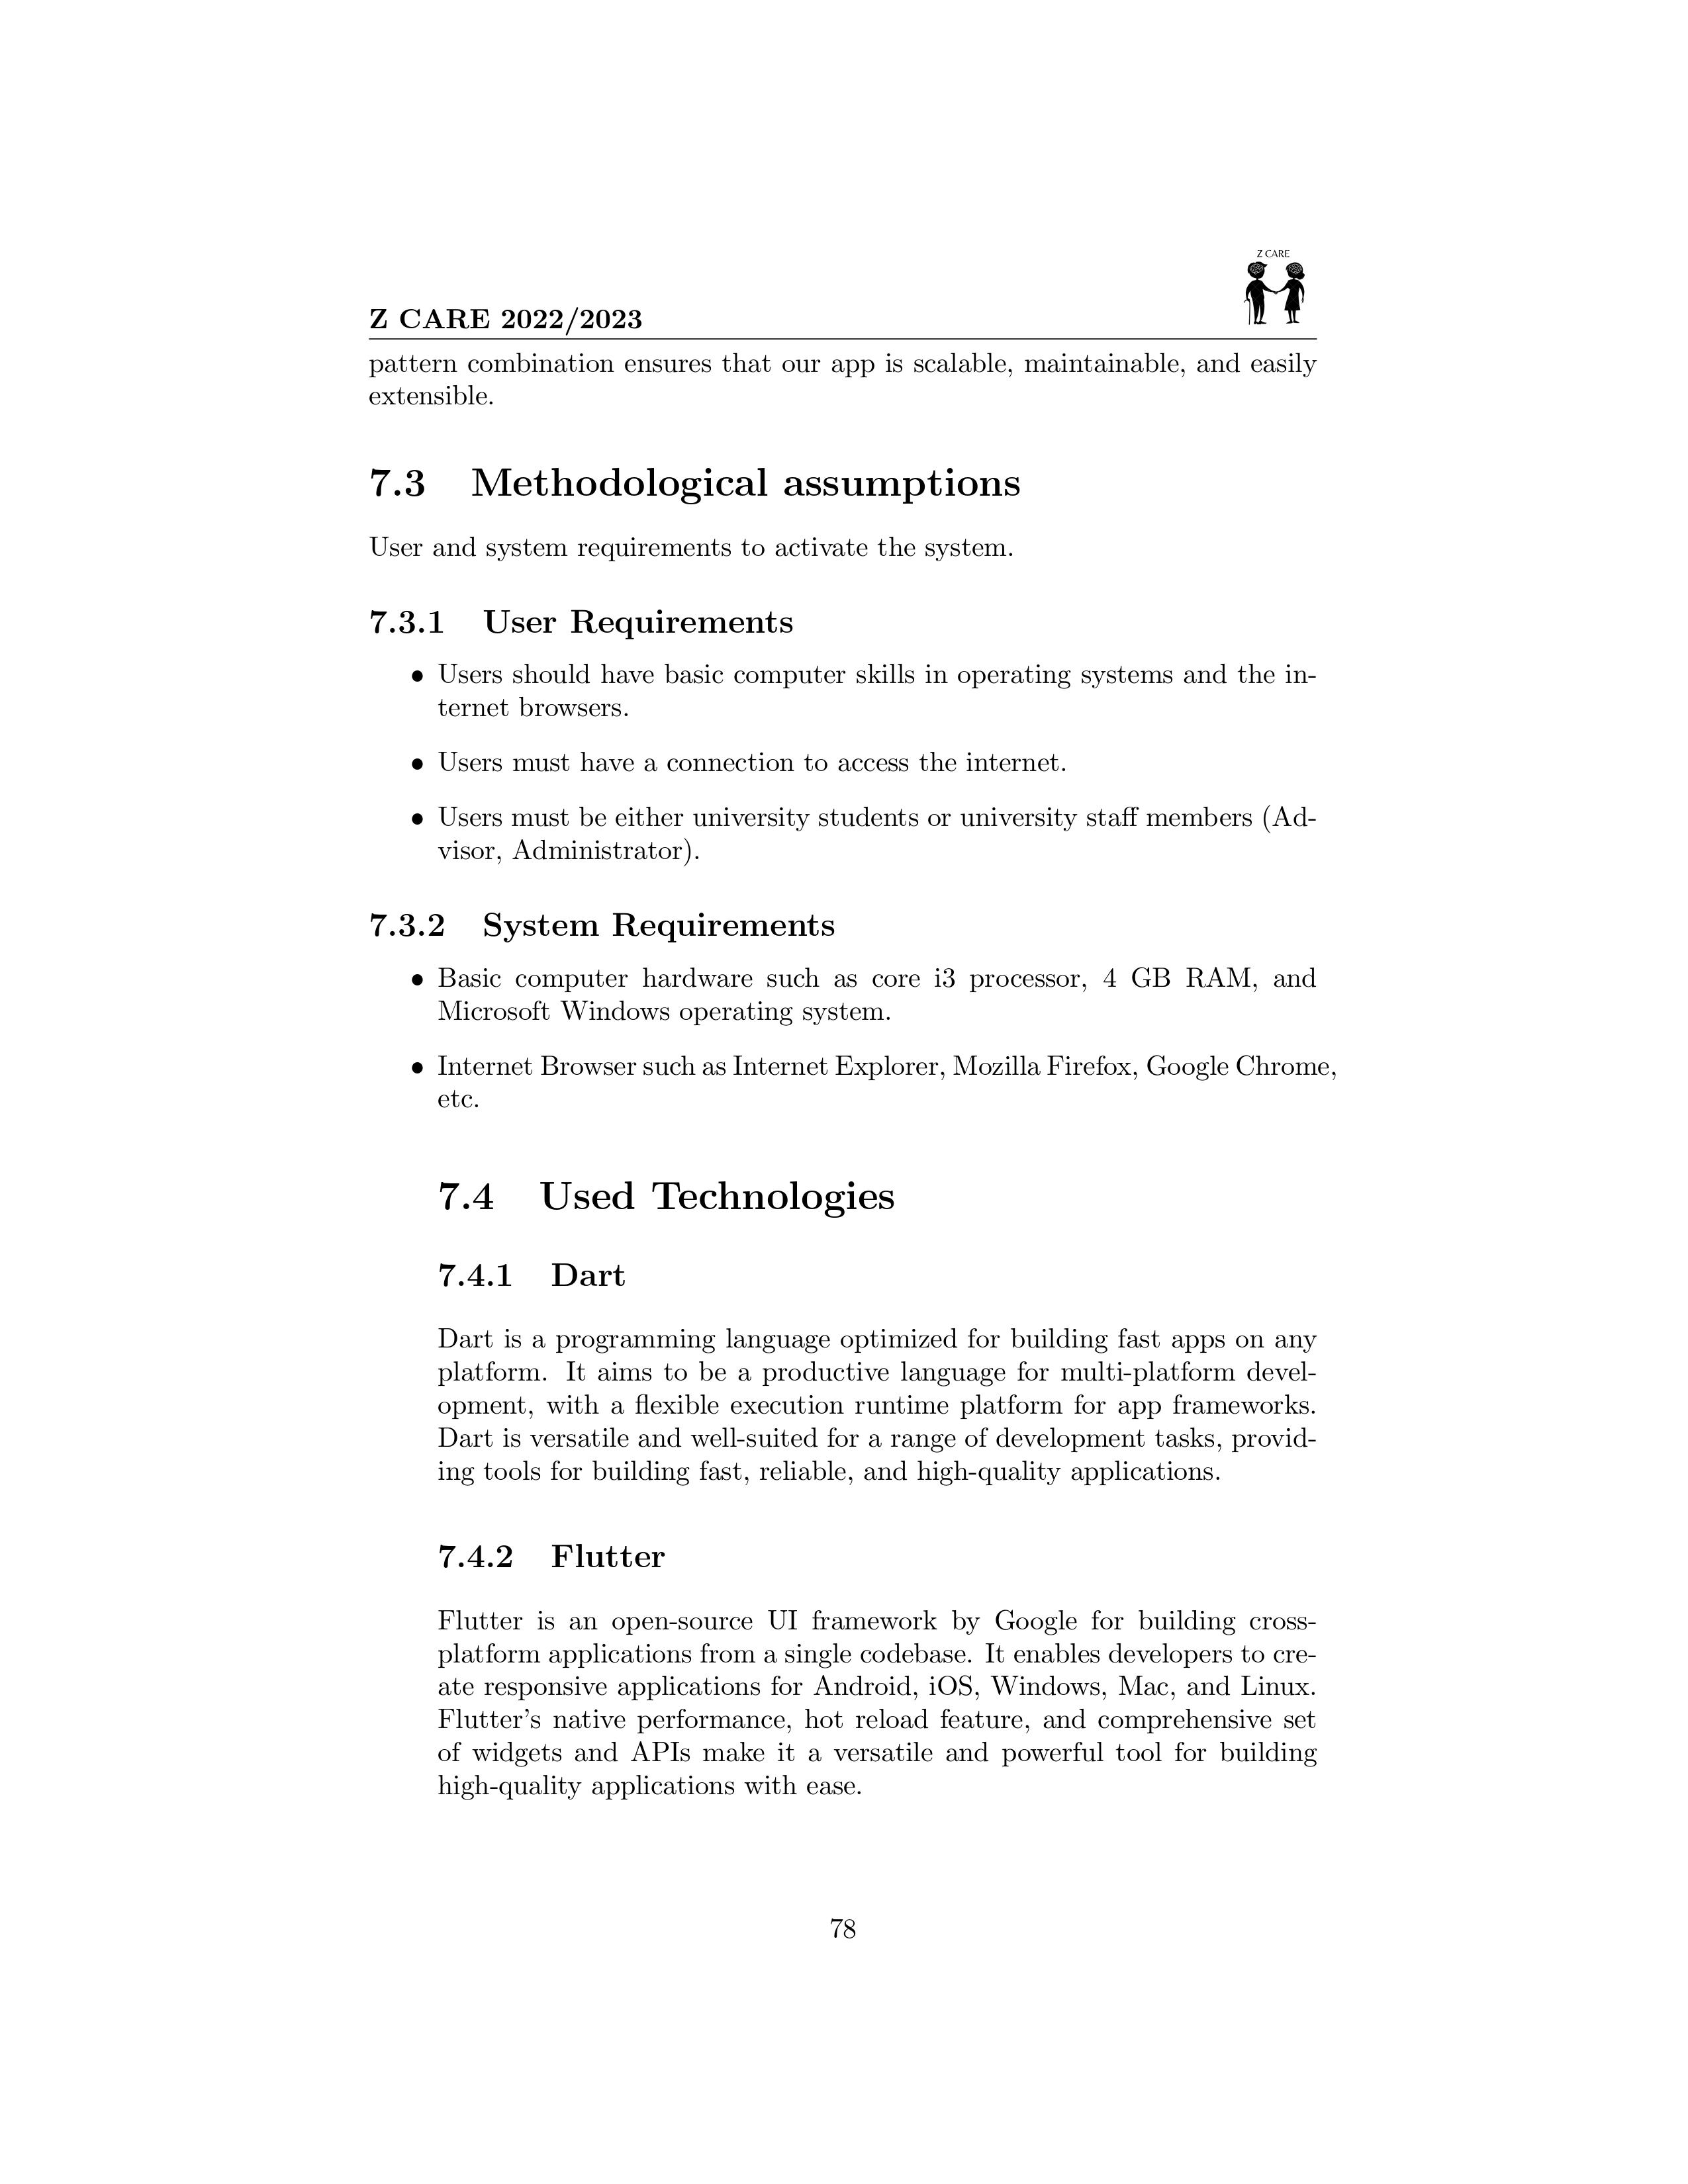 Z CARE
Z CARE 2022/2023
pattern combination ensures that our app is scalable, maintainable, and easily
extensible.
7.3 Methodological assumptions
User and system requirements to activate the system.
7.3.1 User Requirements
• Users should have basic computer skills in operating systems and the in-
ternet browsers.
• Users must have a connection to access the internet.
• Users must be either university students or university staff members (Ad-
visor, Administrator).
7.3.2 System Requirements
• Basic computer hardware such as core i3 processor, 4 GB RAM, and
Microsoft Windows operating system.
• Internet Browser such as Internet Explorer, Mozilla Firefox, Google Chrome,
etc.
7.4 Used Technologies
7.4.1 Dart
Dart is a programming language optimized for building fast apps on any
platform. It aims to be a productive language for multi-platform devel-
opment, with a flexible execution runtime platform for app frameworks.
Dart is versatile and well-suited for a range of development tasks, provid-
ing tools for building fast, reliable, and high-quality applications.
7.4.2 Flutter
Flutter is an open-source UI framework by Google for building cross-
platform applications from a single codebase. It enables developers to cre-
ate responsive applications for Android, iOS, Windows, Mac, and Linux.
Flutter's native performance, hot reload feature, and comprehensive set
of widgets and APIs make it a versatile and powerful tool for building
high-quality applications with ease.
78